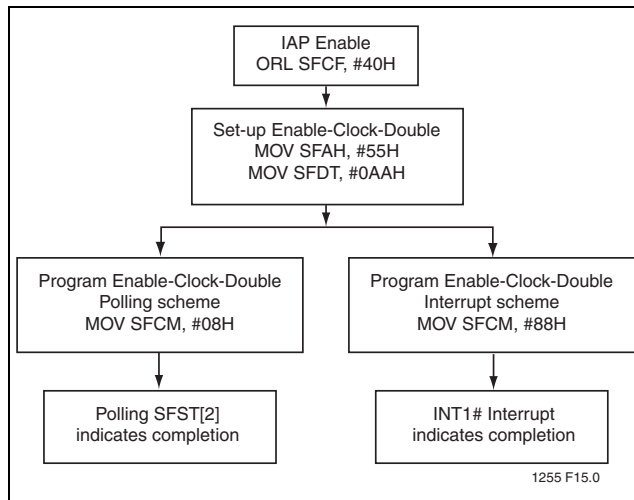 IAP Enable
ORL SFCF, #40H
Set-up Enable-Clock-Double
MOV SFAH, #55H
MOV SFDT, #0AAH
Program Enable-Clock-Double
Polling scheme
MOV SFCM, #08H
Program Enable-Clock-Double
Interrupt scheme
MOV SFCM, #88H
Polling SFST[2]
indicates completion
INT1# Interrupt
indicates completion
1255 F15.0